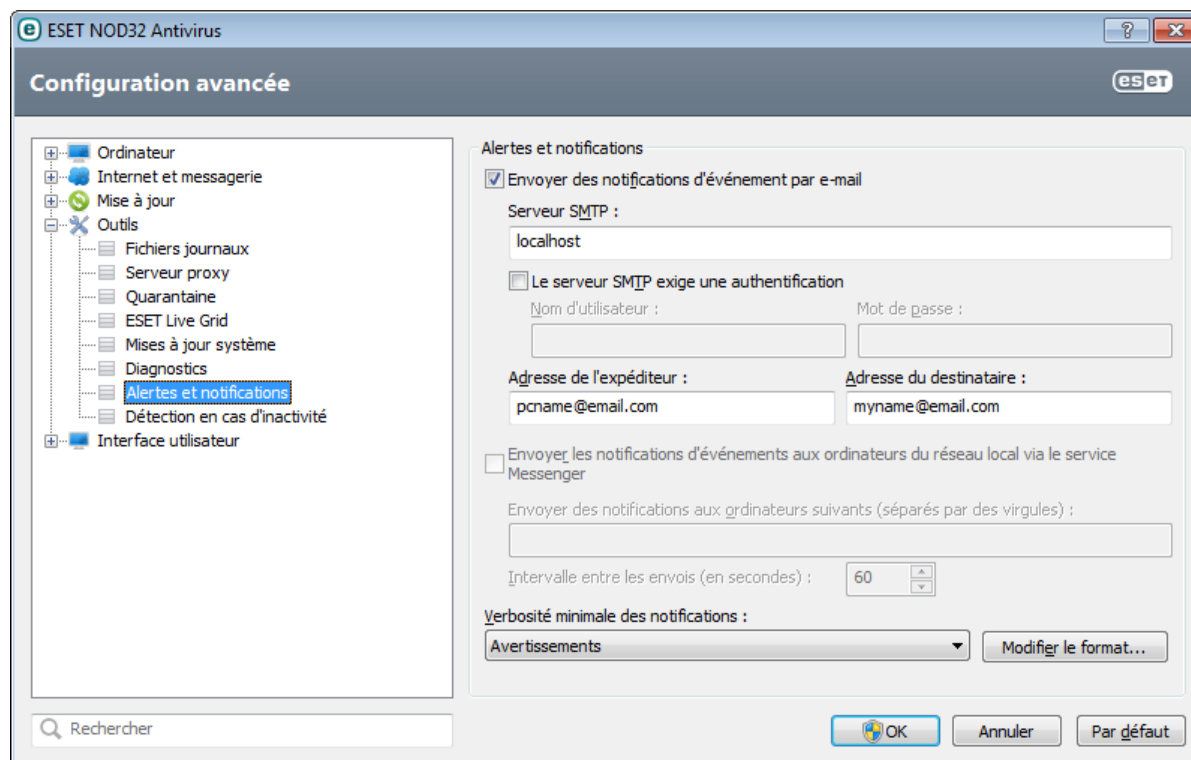 ESET NOD32 Antivirus
Configuration avancée
eseT
Ordinateur
Internet et messagerie
Mise à jour
Outils
Fichiers journaux
Serveur proxy
Quarantaine
ESET Live Grid
Mises à jour système
Diagnostics
Alertes et notifications
Détection en cas d'inactivité
Interface utilisateur
Rechercher
Alertes et notifications
Envoyer des notifications d'événement par e-mail
Serveur SMTP :
localhost
Le serveur SMTP exige une authentification
Nom d'utilisateur : Mot de passe :
Adresse de l'expéditeur : Adresse du destinataire :
pcname@email.com myname@email.com
Envoyer les notifications d'événements aux ordinateurs du réseau local via le service
Messenger
Envoyer des notifications aux ordinateurs suivants (séparés par des virgules) :
Intervalle entre les envois (en secondes) : 60
Verbosité minimale des notifications :
Avertissements Modifier le format...
OK Annuler Par défaut